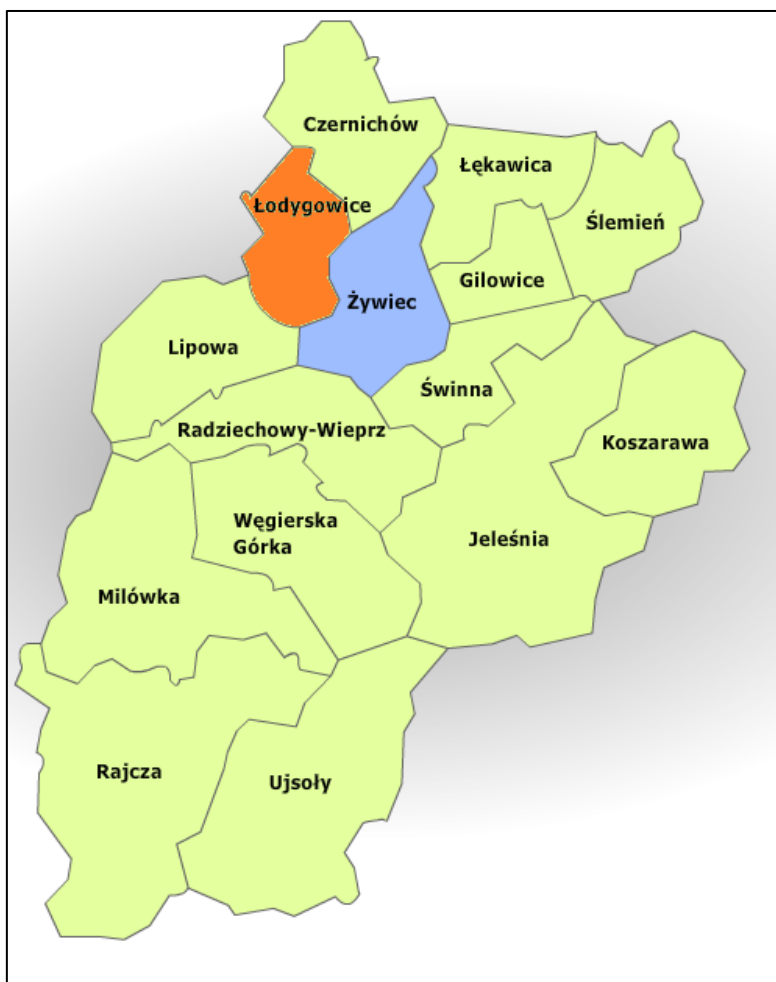 Czernichów
Łękawica
Łodygowice
Ślemień
Gilowice
Żywiec
Lipowa
Świnna
Radziechowy-Wieprz
Koszarawa
Węgierska
Górka
Jeleśnia
Milówka
Rajcza
Ujsoły